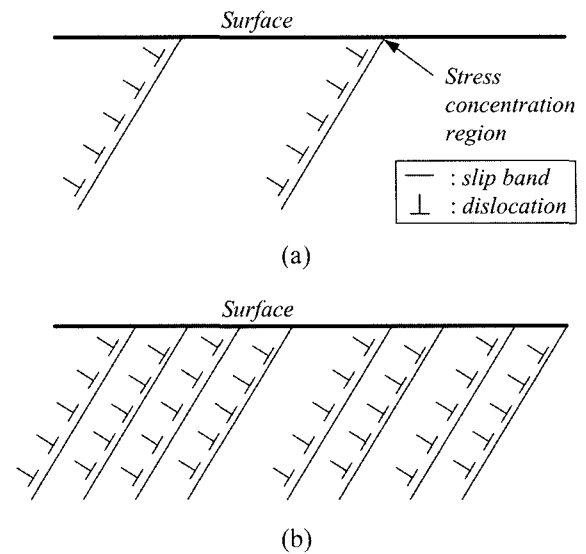 Surface
Stress
concentration
region
— : slip band
⊥ : dislocation
(a)
Surface
(b)